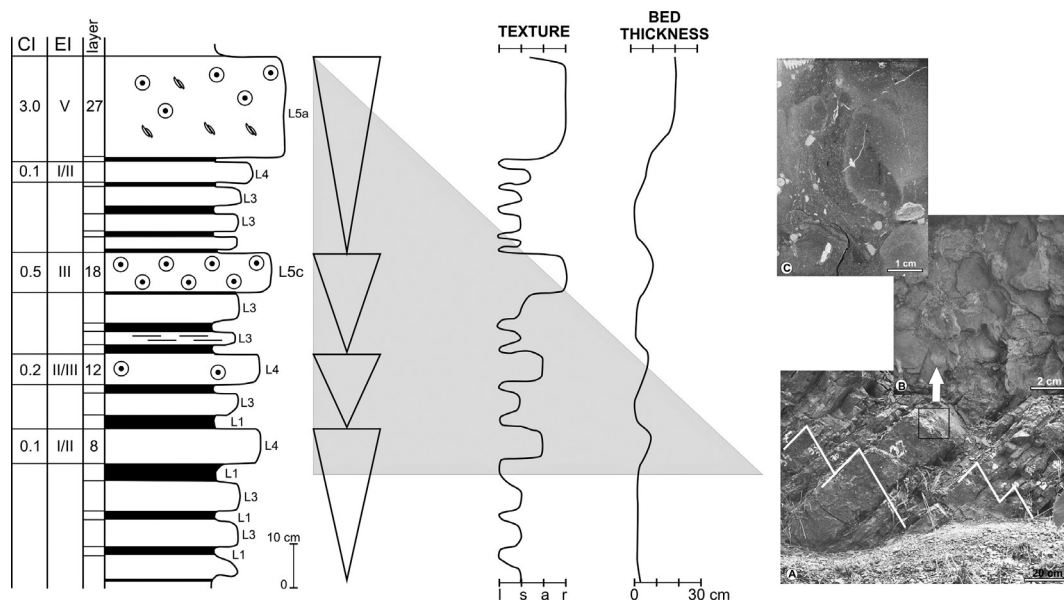 CI EI layer
TEXTURE
BED THICKNESS
3.0 V 27 L5a
0.1 I/II L4
L3
L3
0.5 III 18 L5c
L3
L3
0.2 II/III 12 L4
L3
L1
0.1 I/II 8 L4
L1
L3
L1
L3
L1
10 cm
0
l s a r
0 30 cm
C 1 cm
B 2 cm
A 20 cm